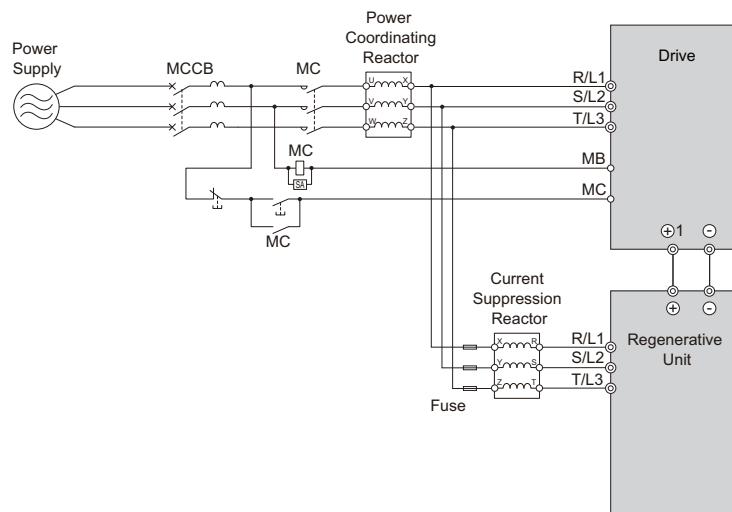 Power
Coordinating
Reactor
Power
Supply
MCCB
MC
Drive
U X
V Y
W Z
R/L1
S/L2
T/L3
MC
SA
MB
MC
MC
⊕1 ⊖
⊕ ⊖
Current
Suppression
Reactor
X R
Y S
Z T
R/L1
S/L2
T/L3
Regenerative
Unit
Fuse